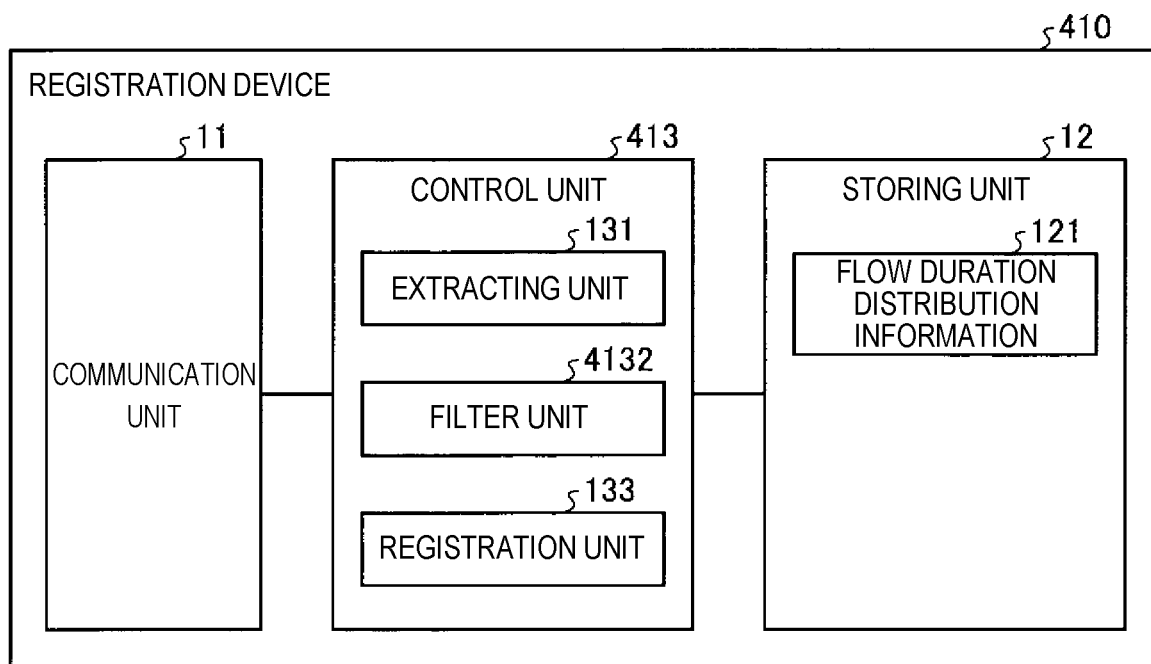 410
REGISTRATION DEVICE
11
COMMUNICATION
UNIT
413
CONTROL UNIT
131
EXTRACTING UNIT
4132
FILTER UNIT
133
REGISTRATION UNIT
12
STORING UNIT
121
FLOW DURATION
DISTRIBUTION
INFORMATION